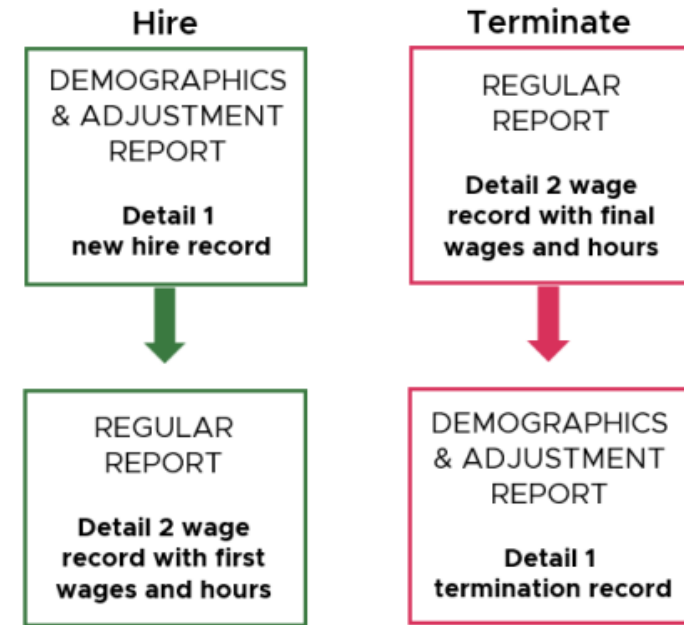 Hire
DEMOGRAPHICS
& ADJUSTMENT
REPORT
Detail 1
new hire record
REGULAR
REPORT
Detail 2 wage
record with first
wages and hours
Terminate
REGULAR
REPORT
Detail 2 wage
record with final
wages and hours
DEMOGRAPHICS
& ADJUSTMENT
REPORT
Detail 1
termination record